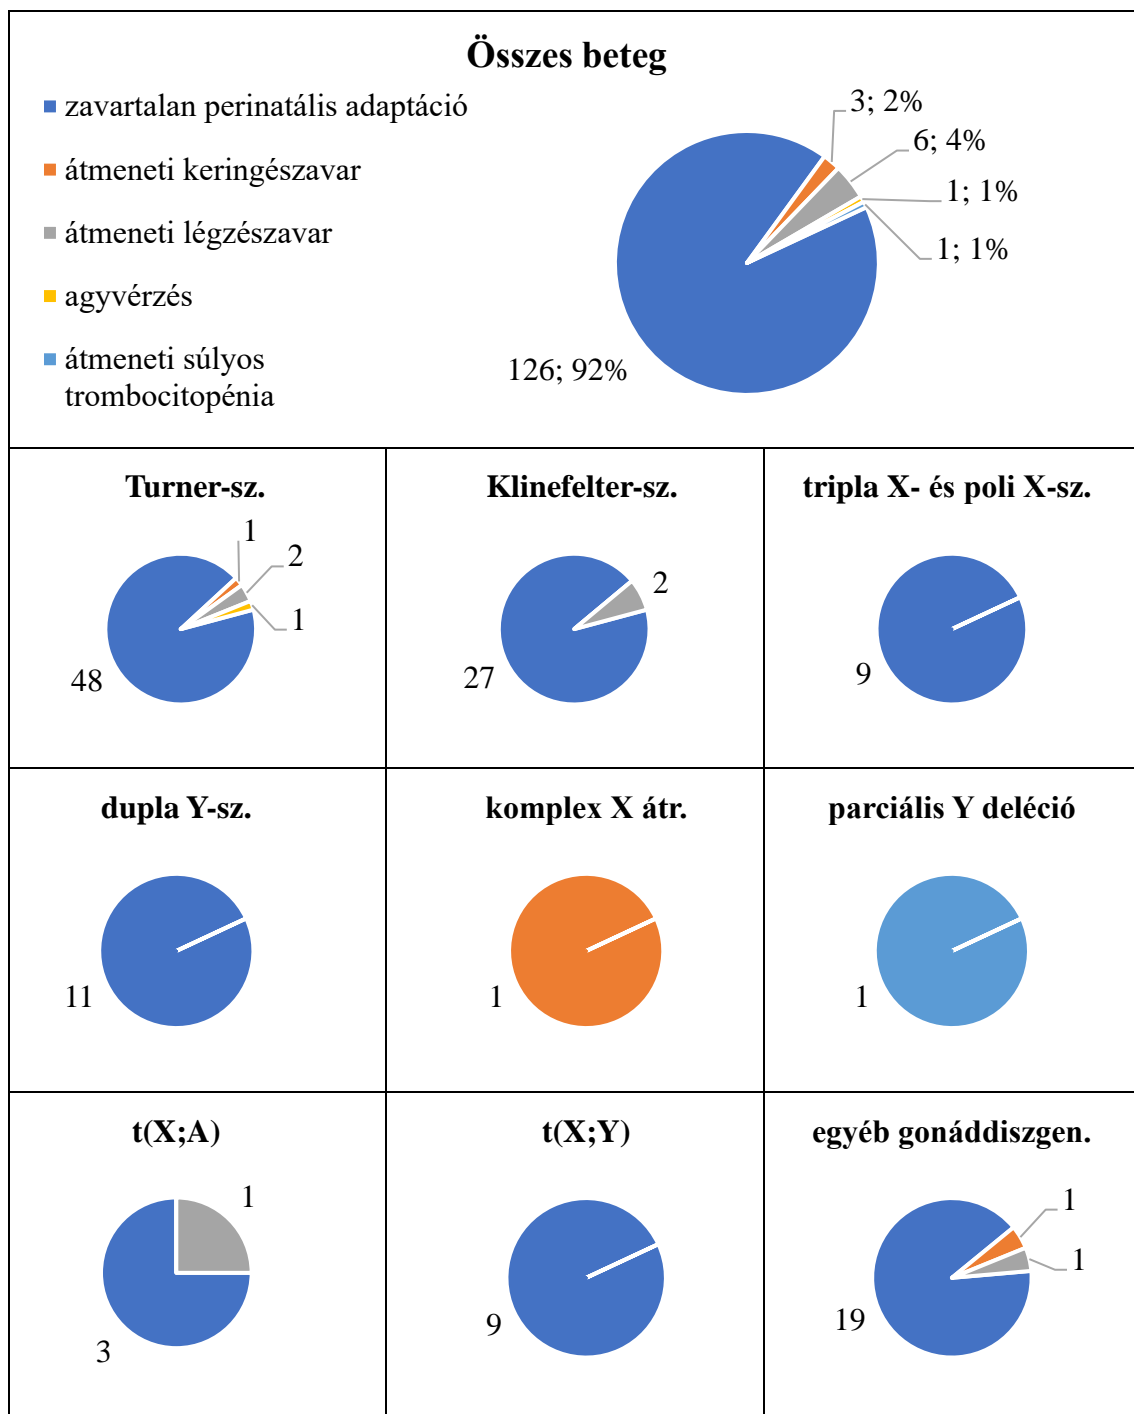 Összes beteg
zavartalan perinatális adaptáció
átmeneti keringészavar
átmeneti légzészavar
agyvérzés
átmeneti súlyos
trombocitopénia
3; 2%
6; 4%
1; 1%
1; 1%
126; 92%
Turner-sz.
1
2
1
48
Klinefelter-sz.
2
27
tripla X- és poli X-sz.
9
dupla Y-sz.
11
komplex X átr.
1
parciális Y deléció
1
t(X;A)
1
3
t(X;Y)
9
egyéb gonáddiszgen.
1
1
19